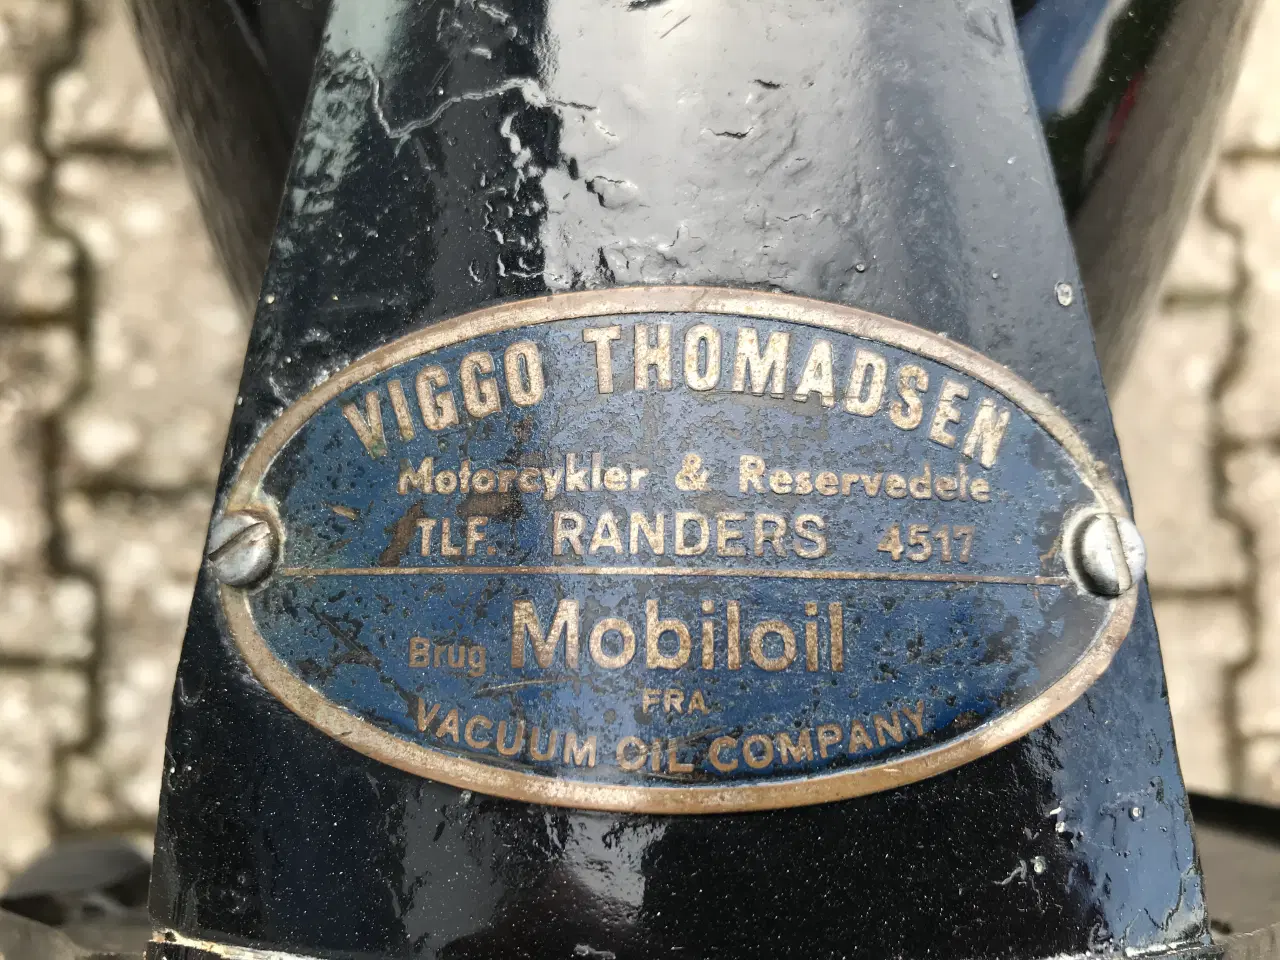 VIGGO THOMADSEN
Motorcykler & Reservedele
TLF. RANDERS 4517
Brug Mobiloil
FRA
VACUUM OIL COMPANY